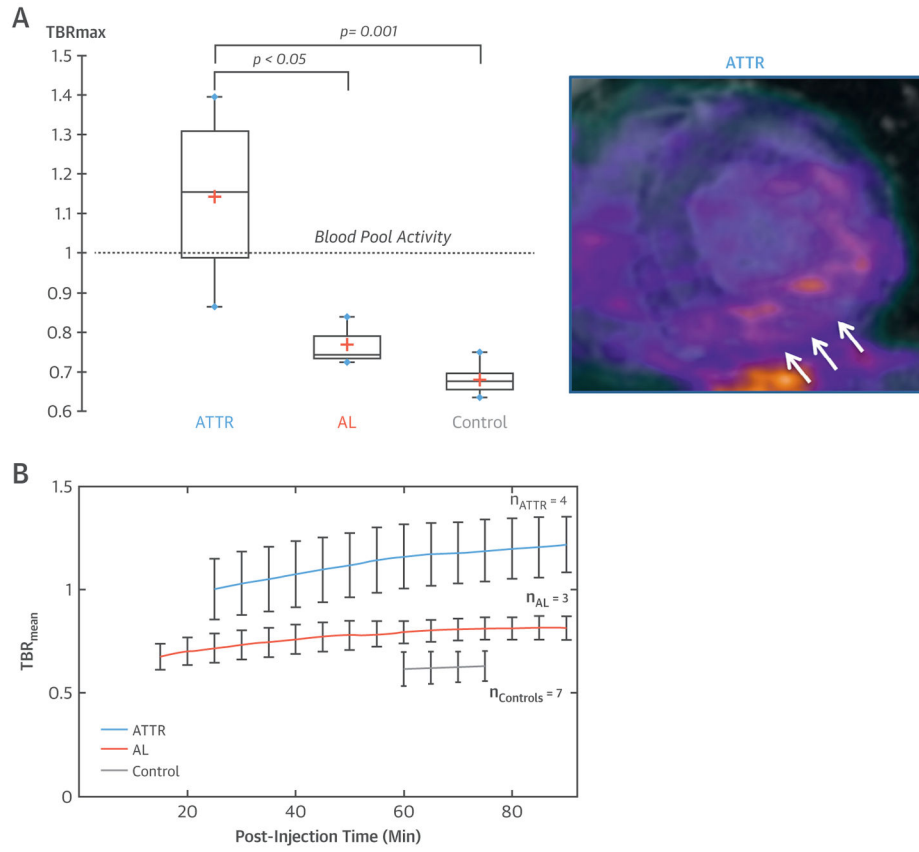 A
TBRmax
p= 0.001
p < 0.05
1.5
1.4
1.3
1.2
1.1
1
0.9
0.8
0.7
0.6
Blood Pool Activity
ATTR
AL
Control
ATTR
B
TBRmean
1.5
1
0.5
0
nATTR = 4
nAL = 3
nControls = 7
ATTR
AL
Control
20
40
60
80
Post-Injection Time (Min)